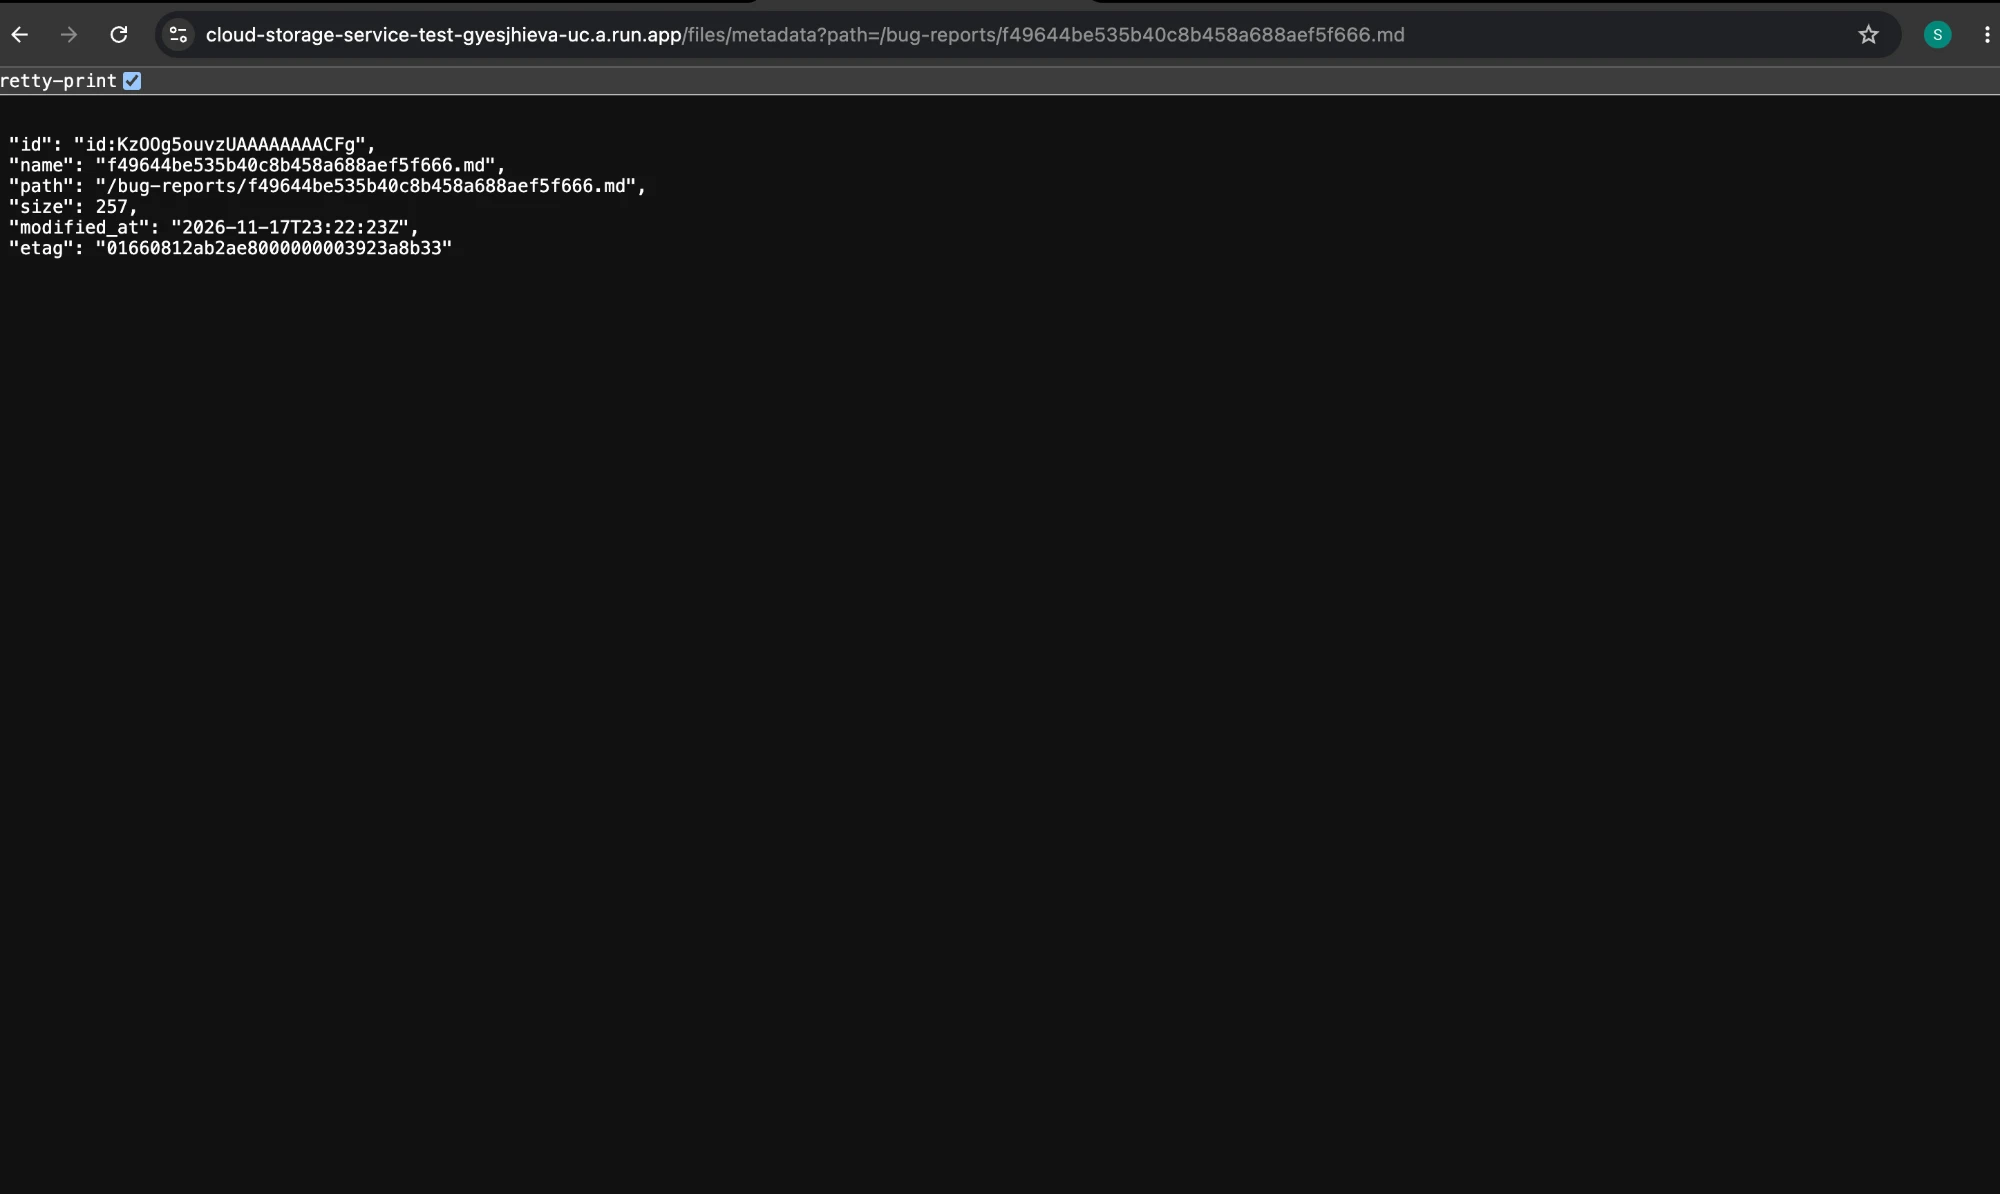 cloud-storage-service-test-gyesjhieva-uc.a.run.app/files/metadata?path=/bug-reports/f49644be535b40c8b458a688aef5f666.md
S
retty-print
"id": "id:KzOOg5ouvzUAAAAAAAACFg",
"name": "f49644be535b40c8b458a688aef5f666.md",
"path": "/bug-reports/f49644be535b40c8b458a688aef5f666.md",
"size": 257,
"modified_at": "2026-11-17T23:22:23Z",
"etag": "01660812ab2ae8000000003923a8b33"